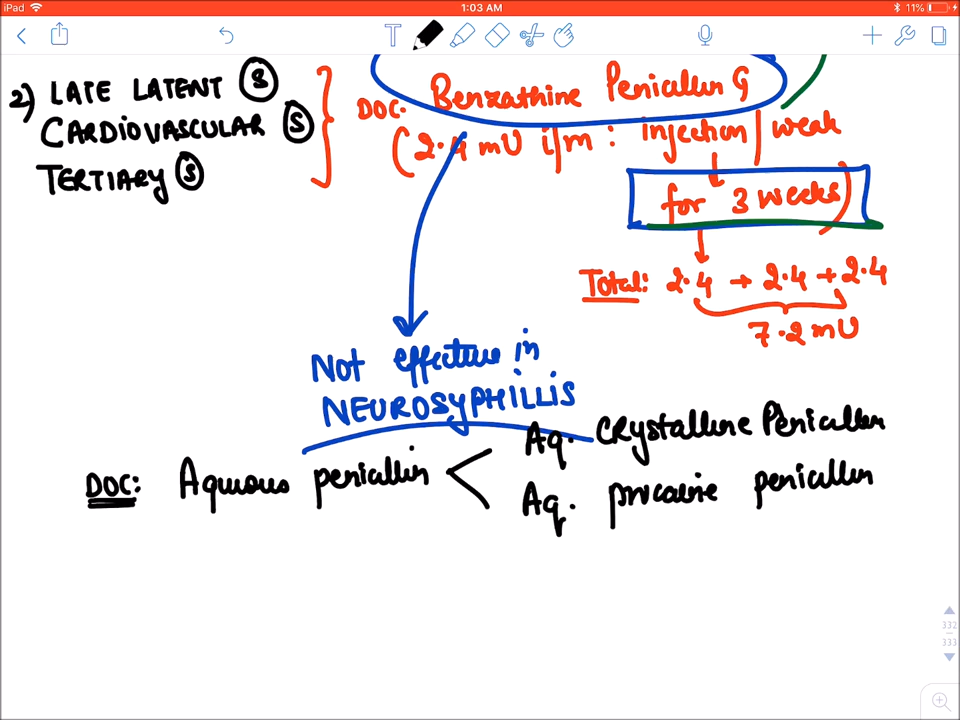 iPad 1:03 AM 11%
T
2) LATE LATENT (S)
CARDIOVASCULAR (S)
TERTIARY (S)
DOC. Benzathine Penicillin G
(2.4 mU i/m : injection/weak
for 3 weeks)
Total: 2.4 + 2.4 + 2.4
7.2 mU
Not effective in
NEUROSYPHILLIS
DOC: Aqueous penicillin < Aq. Crystalline Penicillin
Aq. procaine penicillin
332
333